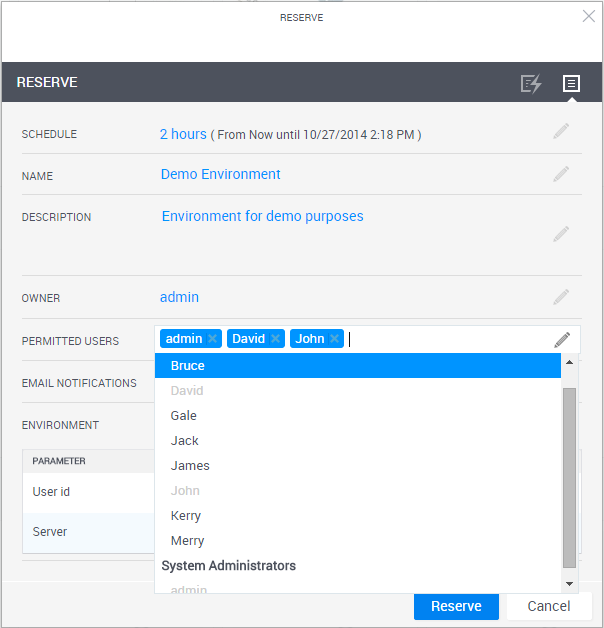 RESERVE
RESERVE
SCHEDULE 2 hours ( From Now until 10/27/2014 2:18 PM )
NAME Demo Environment
DESCRIPTION Environment for demo purposes
OWNER admin
PERMITTED USERS admin David John
Bruce
EMAIL NOTIFICATIONS David
Gale
ENVIRONMENT Jack
PARAMETER James
User id John
Kerry
Server Merry
System Administrators
admin
Reserve Cancel